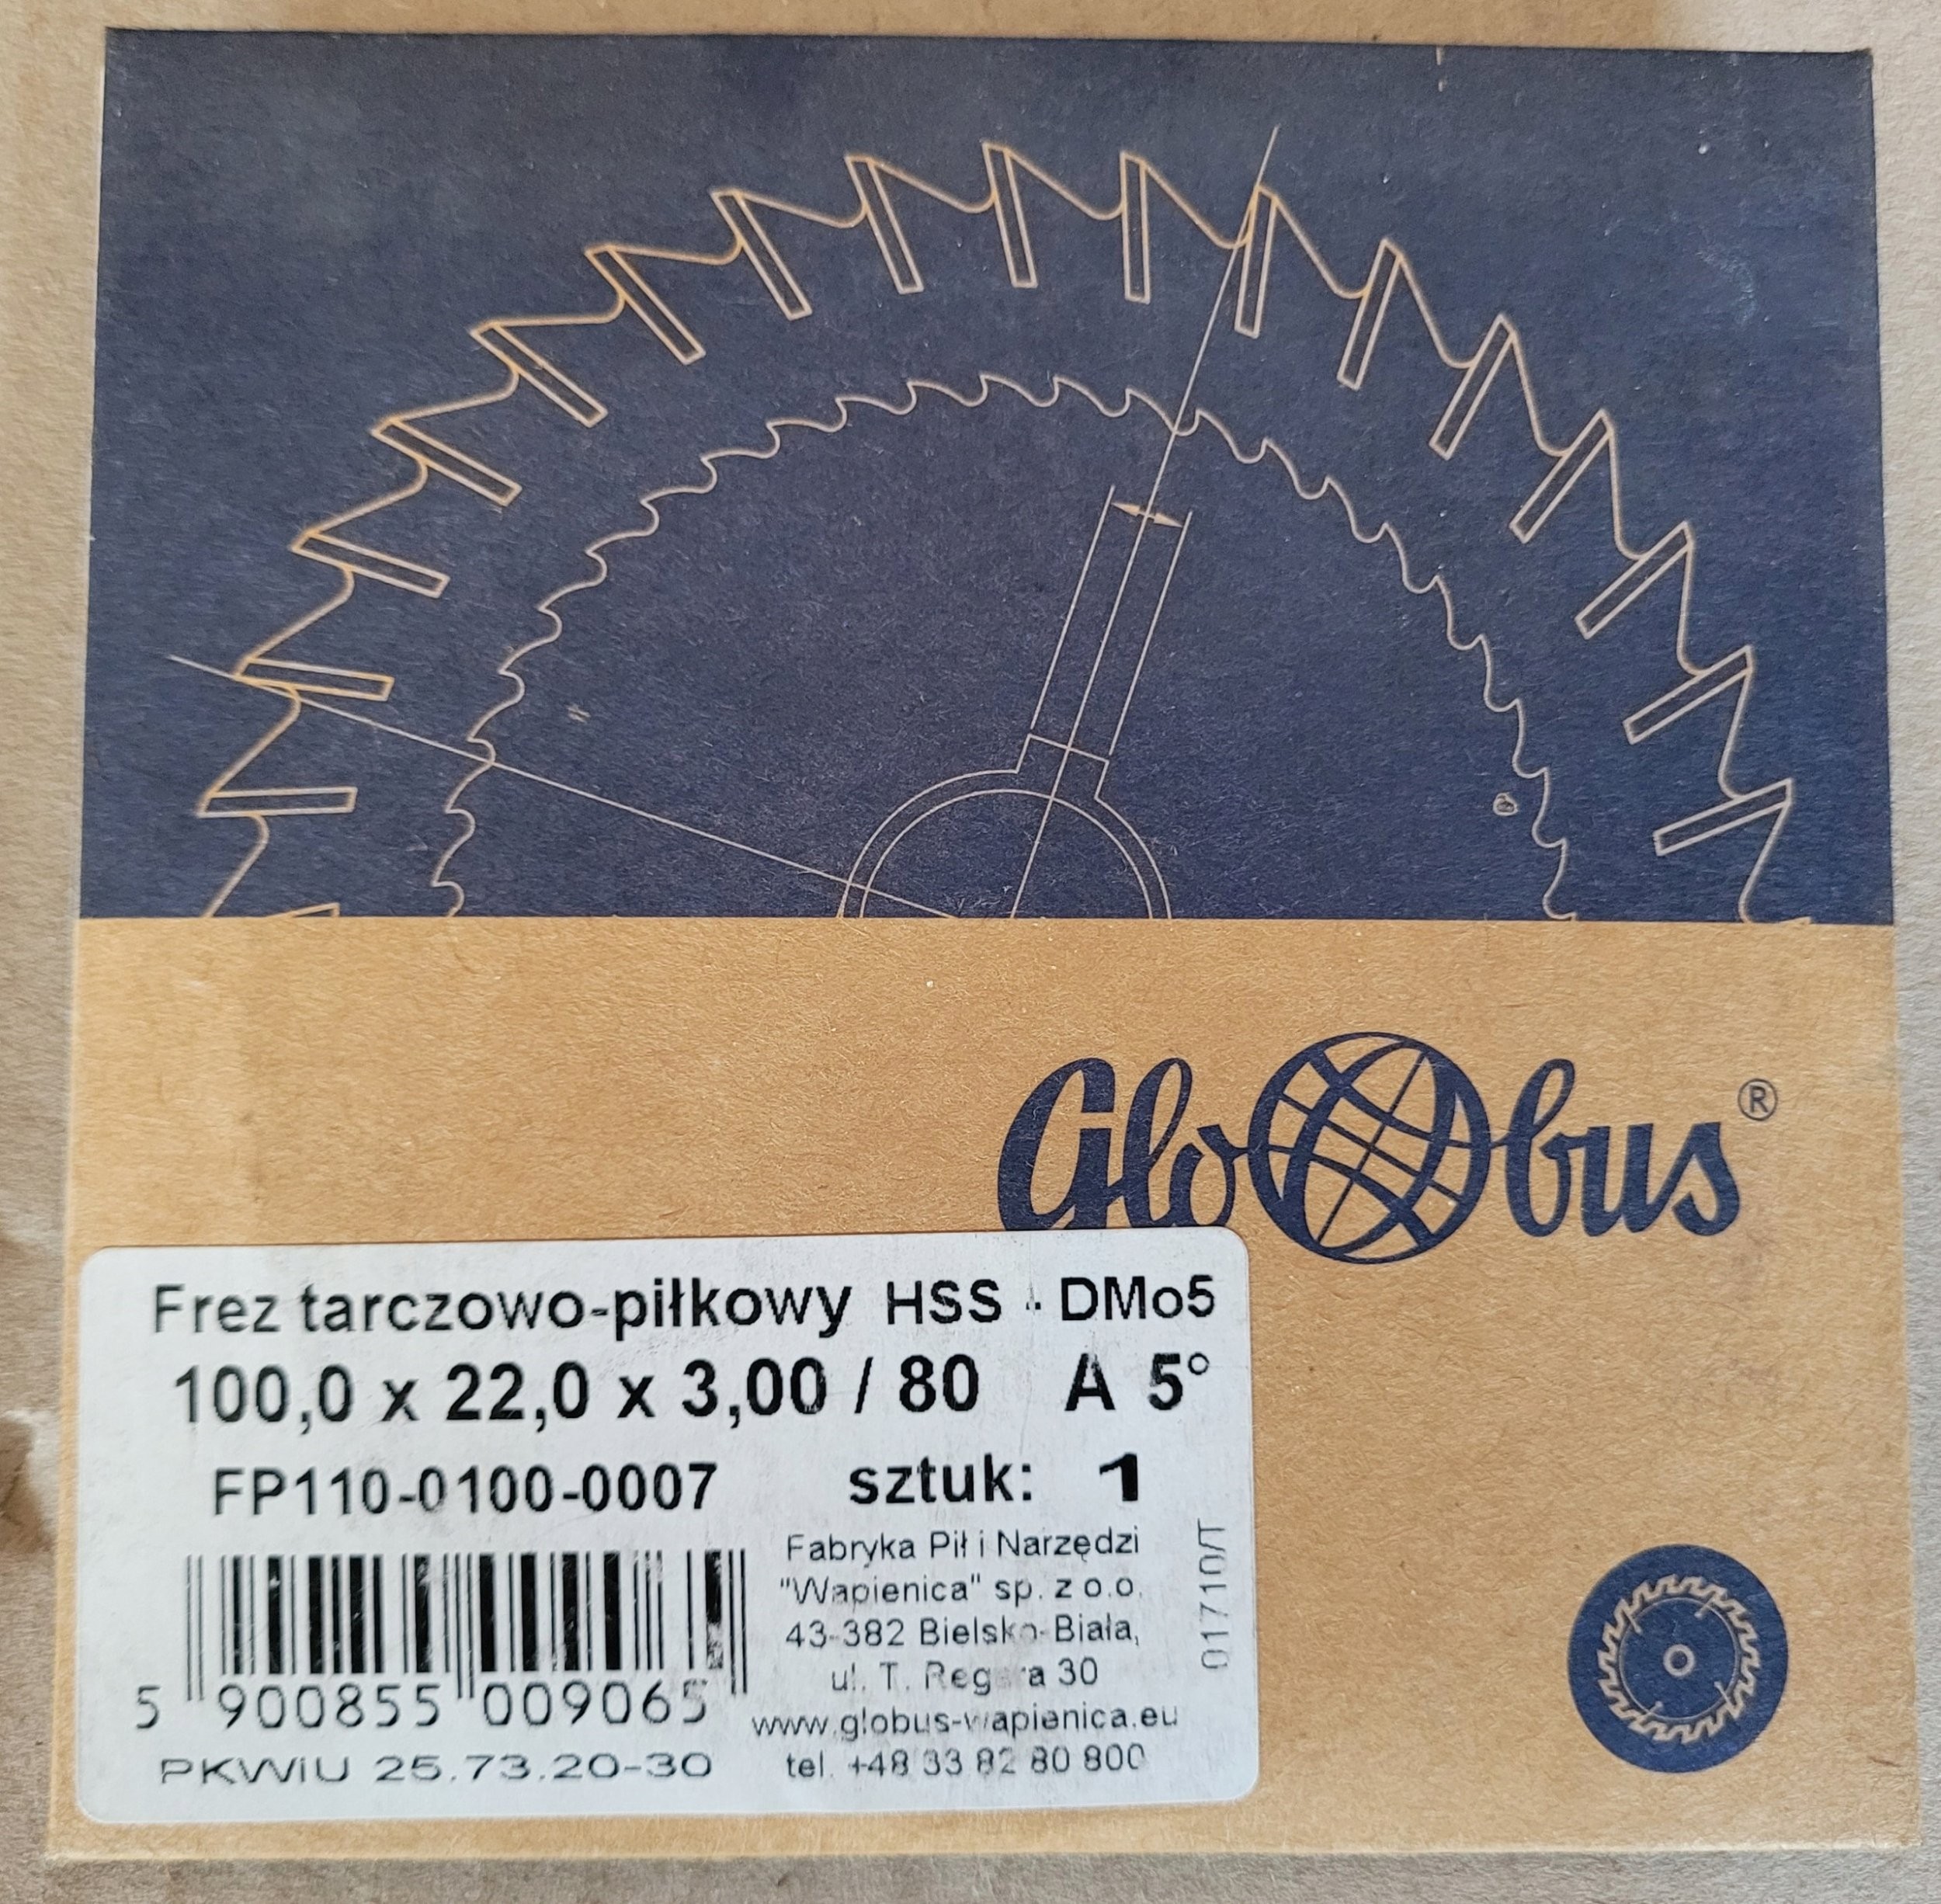 Globus®
Frez tarczowo-piłkowy HSS - DMo5
100,0 x 22,0 x 3,00 / 80 A 5°
FP110-0100-0007 sztuk: 1
Fabryka Pił i Narzędzi
"Wapienica" sp. z o.o.
43-382 Bielsko-Biała,
ul. T. Regera 30
www.globus-wapienica.eu
tel. +48 33 82 80 800
01710/T
5 900855 009065
PKWiU 25.73.20-30